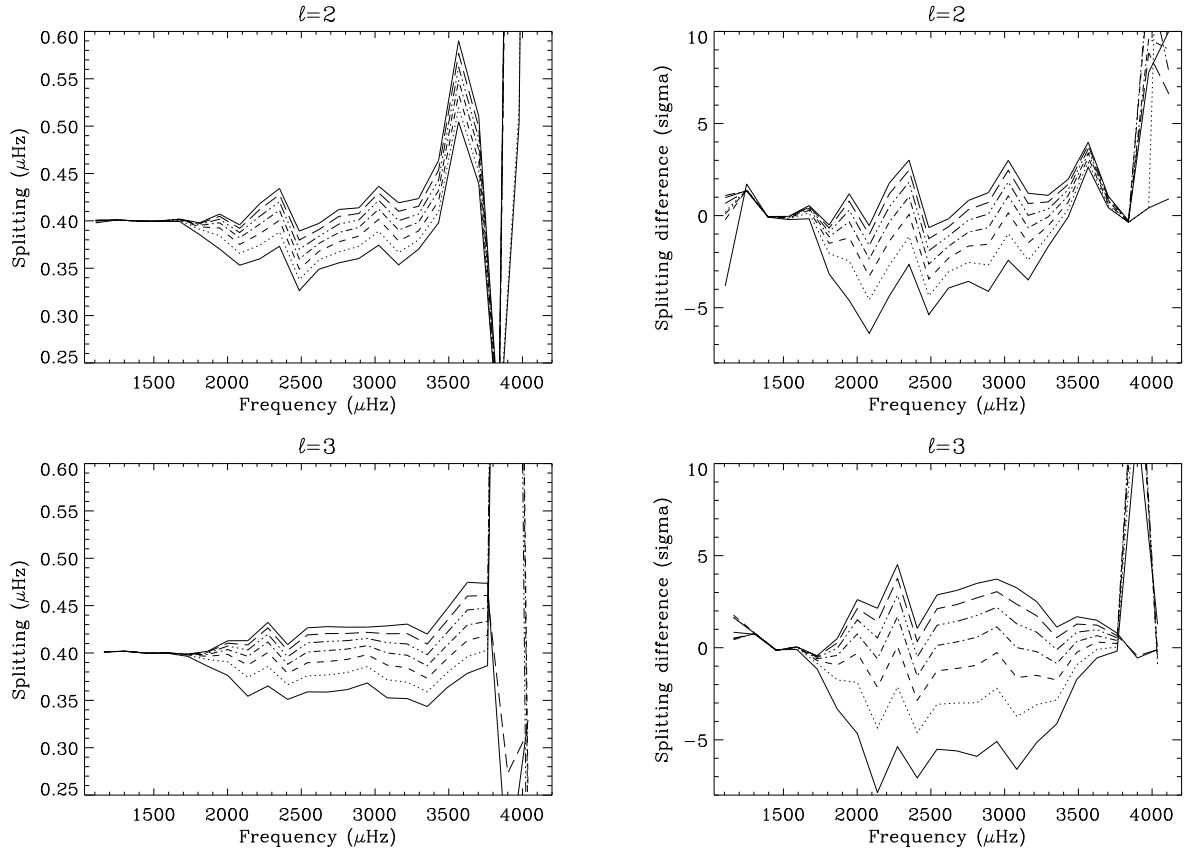 ℓ=2
0.60
0.55
0.50
0.45
0.40
0.35
0.30
0.25
Splitting (μHz)
1500 2000 2500 3000 3500 4000
Frequency (μHz)
ℓ=2
10
5
0
−5
Splitting difference (sigma)
1500 2000 2500 3000 3500 4000
Frequency (μHz)
ℓ=3
0.60
0.55
0.50
0.45
0.40
0.35
0.30
0.25
Splitting (μHz)
1500 2000 2500 3000 3500 4000
Frequency (μHz)
ℓ=3
10
5
0
−5
Splitting difference (sigma)
1500 2000 2500 3000 3500 4000
Frequency (μHz)